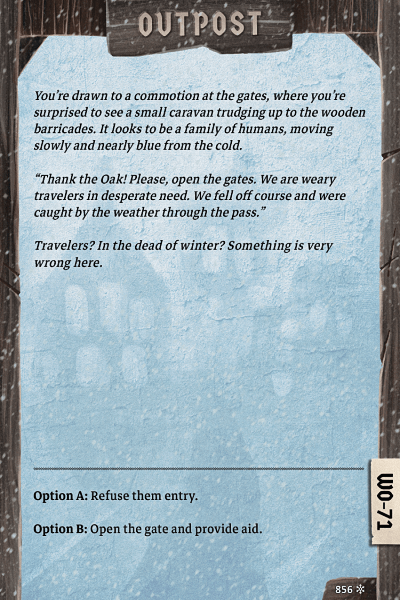 OUTPOST
You're drawn to a commotion at the gates, where you're
surprised to see a small caravan trudging up to the wooden
barricades. It looks to be a family of humans, moving
slowly and nearly blue from the cold.
“Thank the Oak! Please, open the gates. We are weary
travelers in desperate need. We fell off course and were
caught by the weather through the pass.”
Travelers? In the dead of winter? Something is very
wrong here.
Option A: Refuse them entry.
Option B: Open the gate and provide aid.
WO-71
856